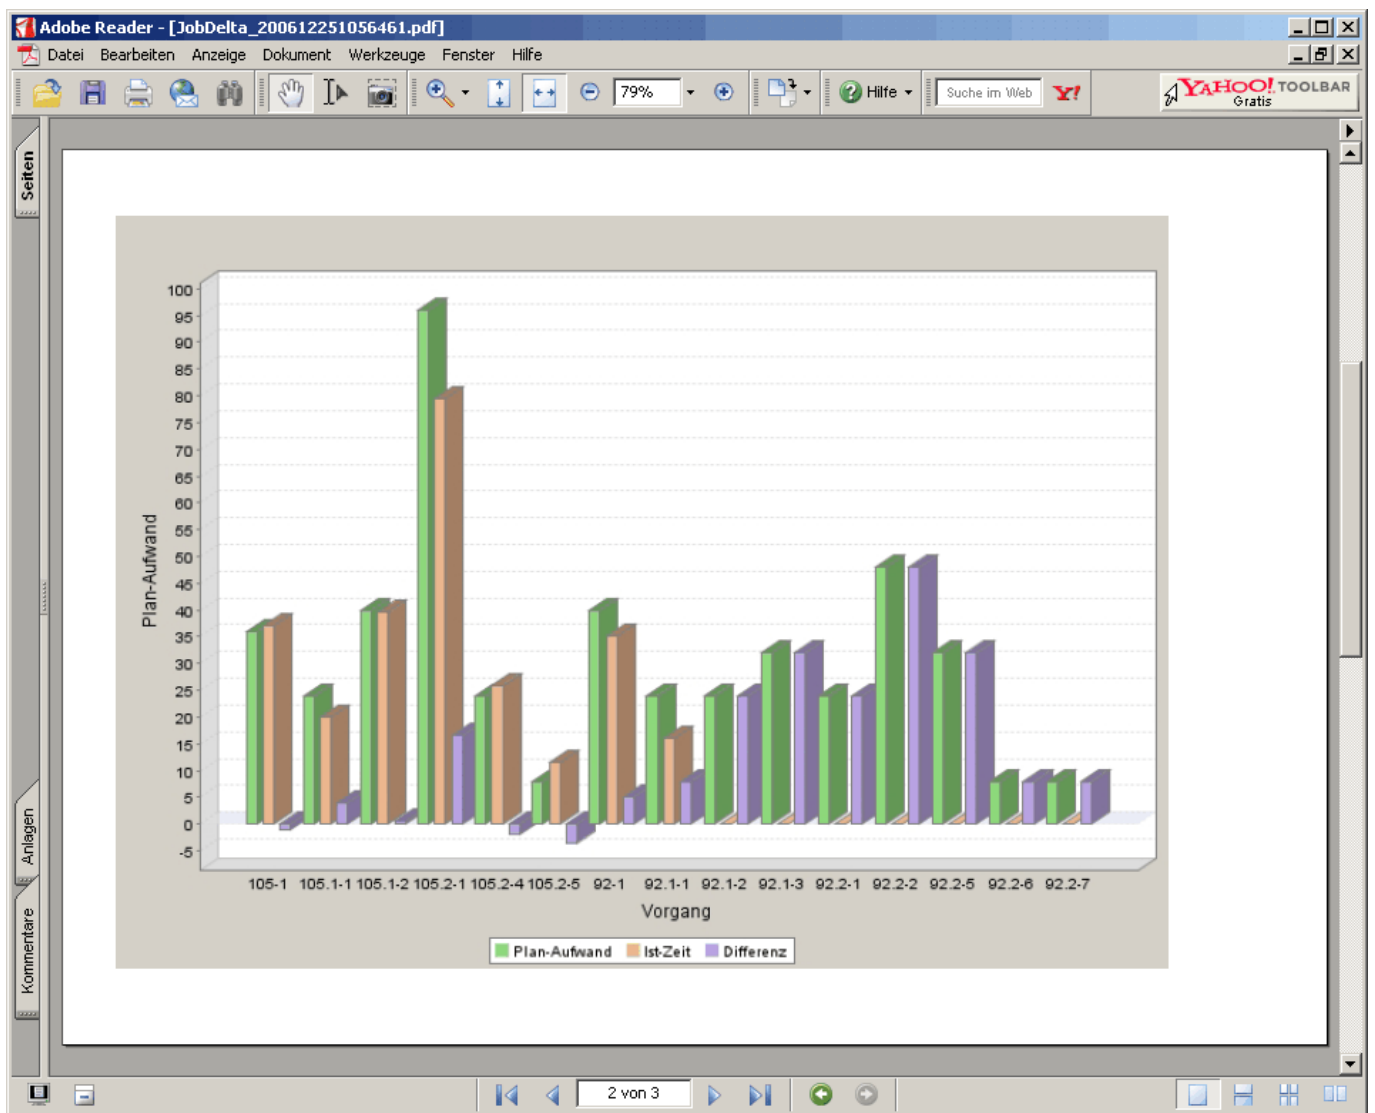 Adobe Reader - [JobDelta_200612251056461.pdf]
Datei Bearbeiten Anzeige Dokument Werkzeuge Fenster Hilfe
79% Hilfe Suche im Web Y! YAHOO! TOOLBAR
Gratis
Seiten
Anlagen
Kommentare
100
95
90
85
80
75
70
65
60
55
50
45
40
35
30
25
20
15
10
5
0
-5
Plan-Aufwand
105-1 105.1-1 105.1-2 105.2-1 105.2-4 105.2-5 92-1 92.1-1 92.1-2 92.1-3 92.2-1 92.2-2 92.2-5 92.2-6 92.2-7
Vorgang
Plan-Aufwand Ist-Zeit Differenz
2 von 3